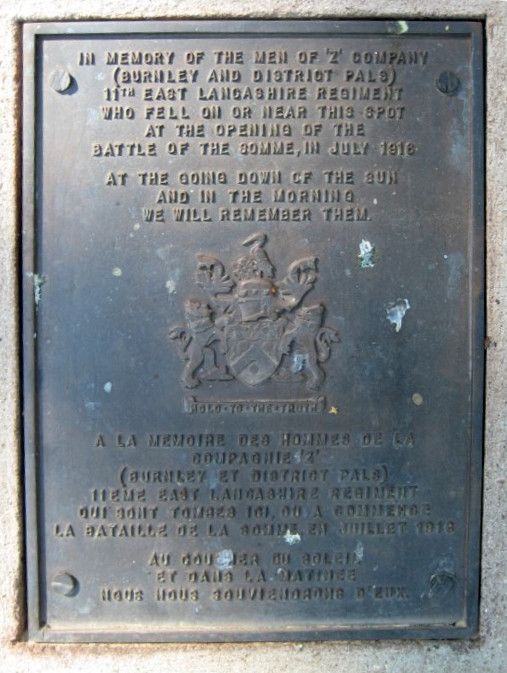 IN MEMORY OF THE MEN OF 'Z' COMPANY
(BURNLEY AND DISTRICT PALS)
11TH EAST LANCASHIRE REGIMENT
WHO FELL ON OR NEAR THIS SPOT
AT THE OPENING OF THE
BATTLE OF THE SOMME, IN JULY 1916
AT THE GOING DOWN OF THE SUN
AND IN THE MORNING
WE WILL REMEMBER THEM.
HOLD·TO·THE·TRUTH
A LA MEMOIRE DES HOMMES DE LA
COMPAGNIE 'Z'
(BURNLEY ET DISTRICT PALS)
11EME EAST LANCASHIRE REGIMENT
QUI SONT TOMBES ICI, OU A COMMENCE
LA BATAILLE DE LA SOMME, EN JUILLET 1916
AU COUCHER DU SOLEIL
ET DANS LA MATINEE
NOUS NOUS SOUVIENDRONS D'EUX.